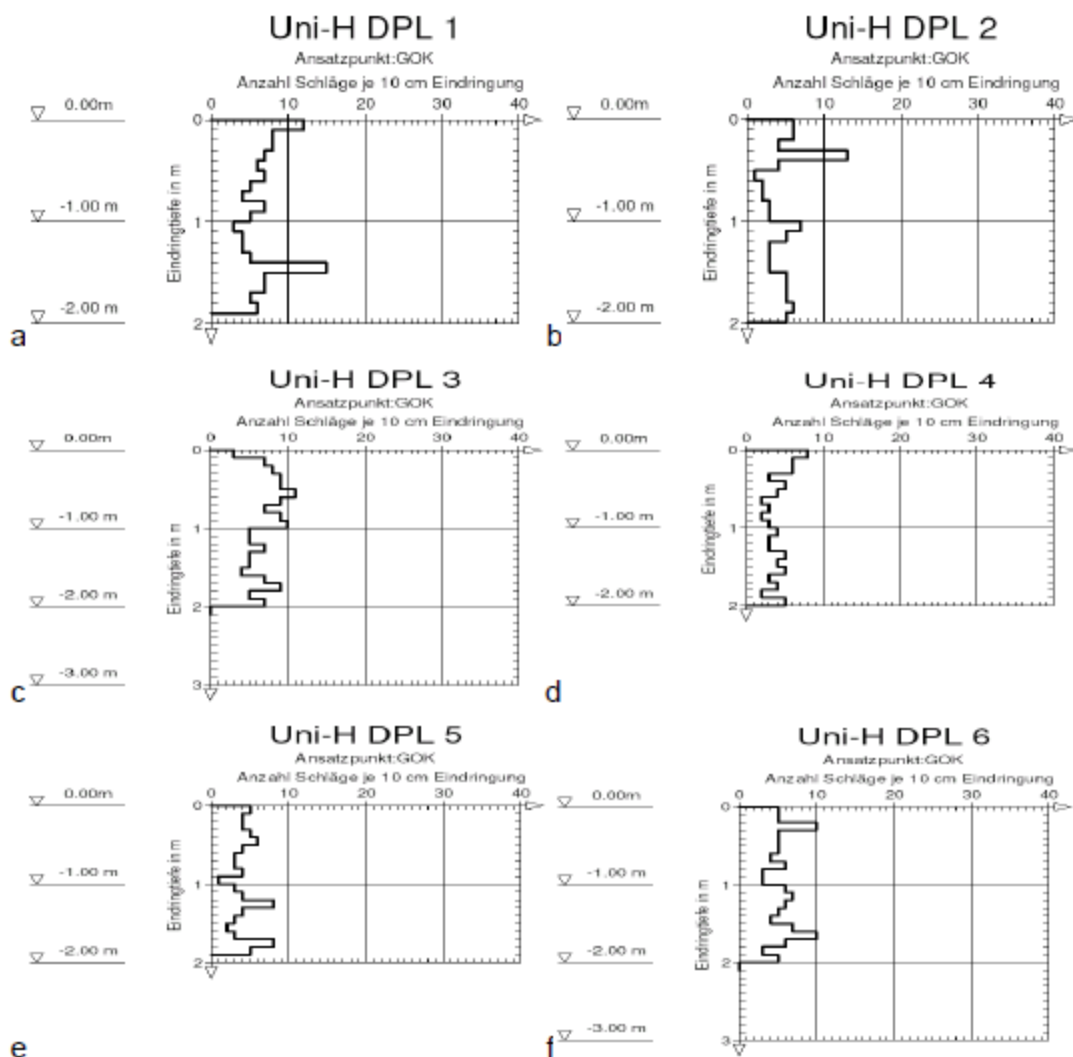 Uni-H DPL 1
Ansatzpunkt:GOK
Anzahl Schläge je 10 cm Eindringung
0 10 20 30 40
0.00m
0
Eindringtiefe in m
-1.00 m
1
-2.00 m
2
a
Uni-H DPL 2
Ansatzpunkt:GOK
Anzahl Schläge je 10 cm Eindringung
0 10 20 30 40
0.00m
0
Eindringtiefe in m
-1.00 m
1
-2.00 m
2
b
Uni-H DPL 3
Ansatzpunkt:GOK
Anzahl Schläge je 10 cm Eindringung
0 10 20 30 40
0.00m
0
Eindringtiefe in m
-1.00 m
1
-2.00 m
2
-3.00 m
3
c
Uni-H DPL 4
Ansatzpunkt:GOK
Anzahl Schläge je 10 cm Eindringung
0 10 20 30 40
0.00m
0
Eindringtiefe in m
-1.00 m
1
-2.00 m
2
d
Uni-H DPL 5
Ansatzpunkt:GOK
Anzahl Schläge je 10 cm Eindringung
0 10 20 30 40
0.00m
0
Eindringtiefe in m
-1.00 m
1
-2.00 m
2
e
Uni-H DPL 6
Ansatzpunkt:GOK
Anzahl Schläge je 10 cm Eindringung
0 10 20 30 40
0.00m
0
Eindringtiefe in m
-1.00 m
1
-2.00 m
2
-3.00 m
3
f